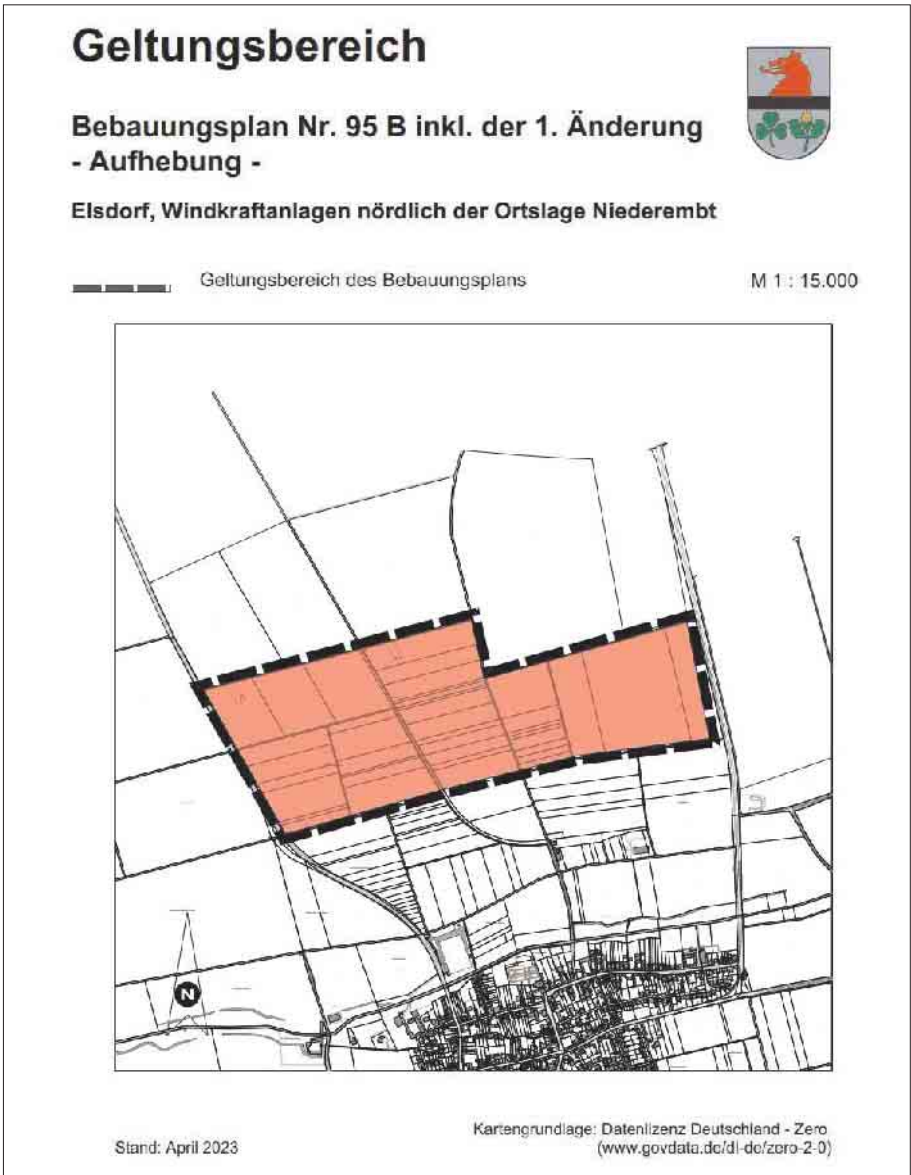 Geltungsbereich
Bebauungsplan Nr. 95 B inkl. der 1. Änderung
- Aufhebung -
Elsdorf, Windkraftanlagen nördlich der Ortslage Niederembt
Geltungsbereich des Bebauungsplans
M 1 : 15.000
N
Stand: April 2023
Kartengrundlage: Datenlizenz Deutschland - Zero
(www.govdata.de/dl-de/zero-2-0)